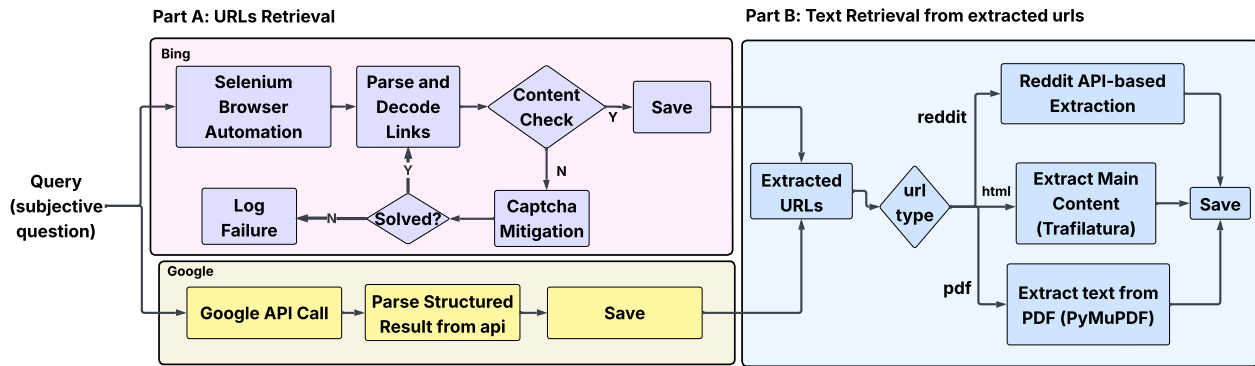 Part A: URLs Retrieval
Part B: Text Retrieval from extracted urls
Bing
Selenium
Browser
Automation
Parse and
Decode
Links
Content
Check
Y
Save
N
Captcha
Mitigation
Solved?
Y
N
Log
Failure
Query
(subjective
question)
Google
Google API Call
Parse Structured
Result from api
Save
Extracted
URLs
url
type
reddit
Reddit API-based
Extraction
html
Extract Main
Content
(Trafilatura)
pdf
Extract text from
PDF (PyMuPDF)
Save